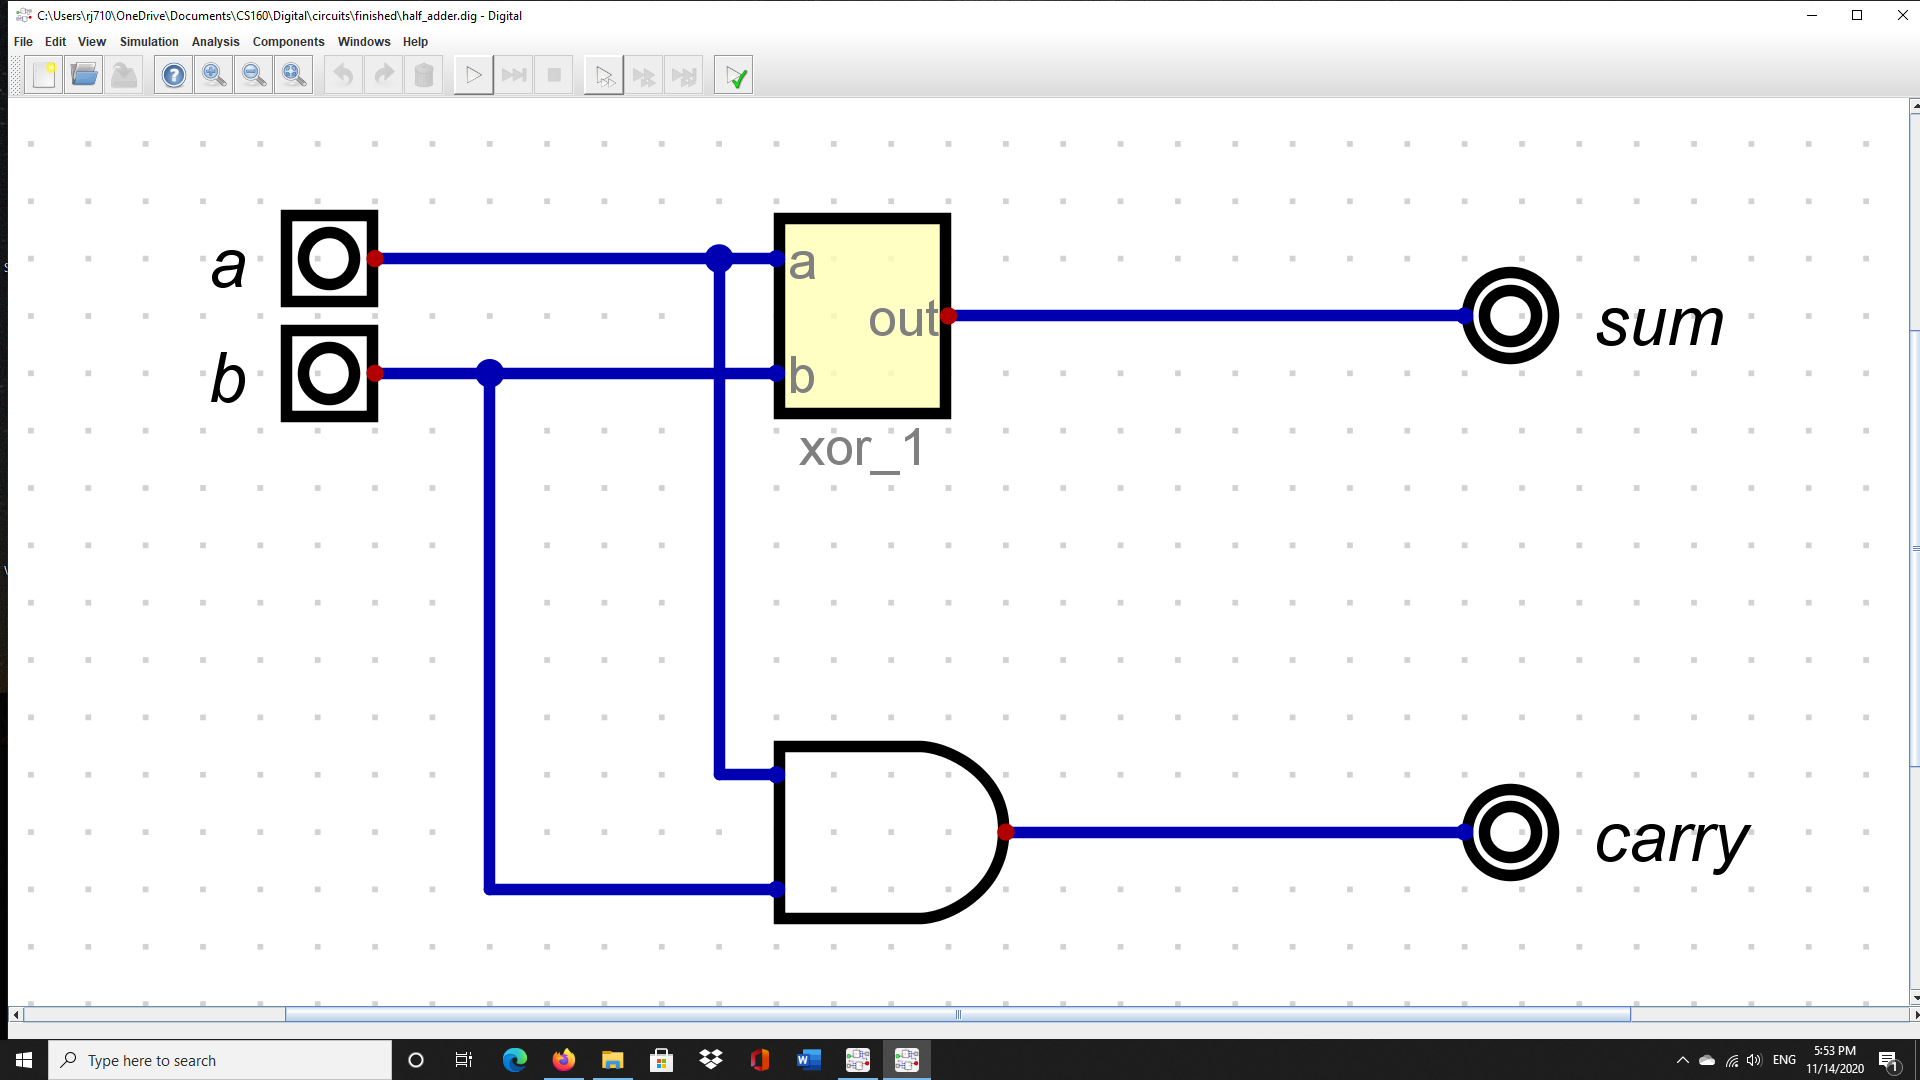 C:\Users\rj710\OneDrive\Documents\CS160\Digital\circuits\finished\half_adder.dig - Digital
File Edit View Simulation Analysis Components Windows Help
a
a
out
sum
b
b
xor_1
carry
Type here to search
ENG
5:53 PM
11/14/2020
1